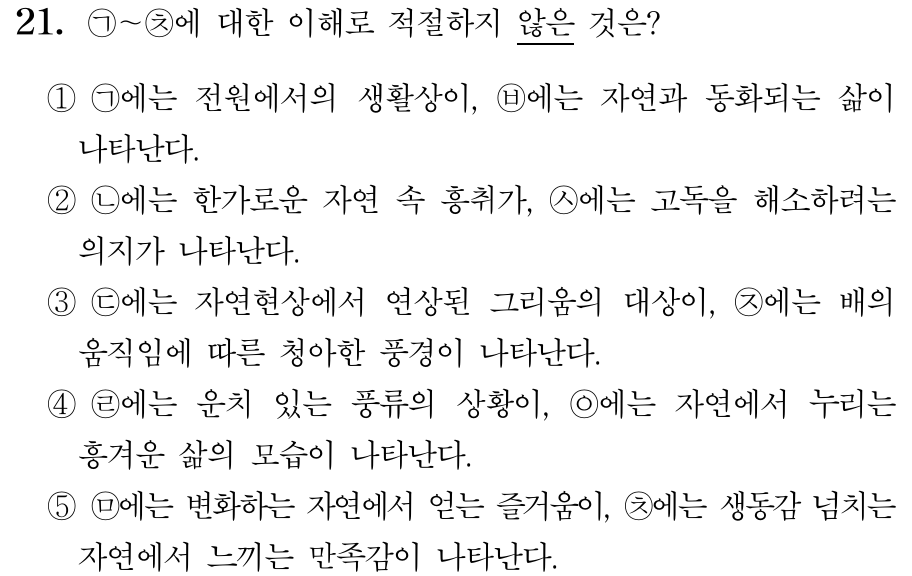 21. ㉠~㉩에 대한 이해로 적절하지 않은 것은?
① ㉠에는 전원에서의 생활상이, ㉥에는 자연과 동화되는 삶이
나타난다.
② ㉡에는 한가로운 자연 속 흥취가, ㉦에는 고독을 해소하려는
의지가 나타난다.
③ ㉢에는 자연현상에서 연상된 그리움의 대상이, ㉨에는 배의
움직임에 따른 청아한 풍경이 나타난다.
④ ㉣에는 운치 있는 풍류의 상황이, ㉧에는 자연에서 누리는
흥겨운 삶의 모습이 나타난다.
⑤ ㉤에는 변화하는 자연에서 얻는 즐거움이, ㉩에는 생동감 넘치는
자연에서 느끼는 만족감이 나타난다.